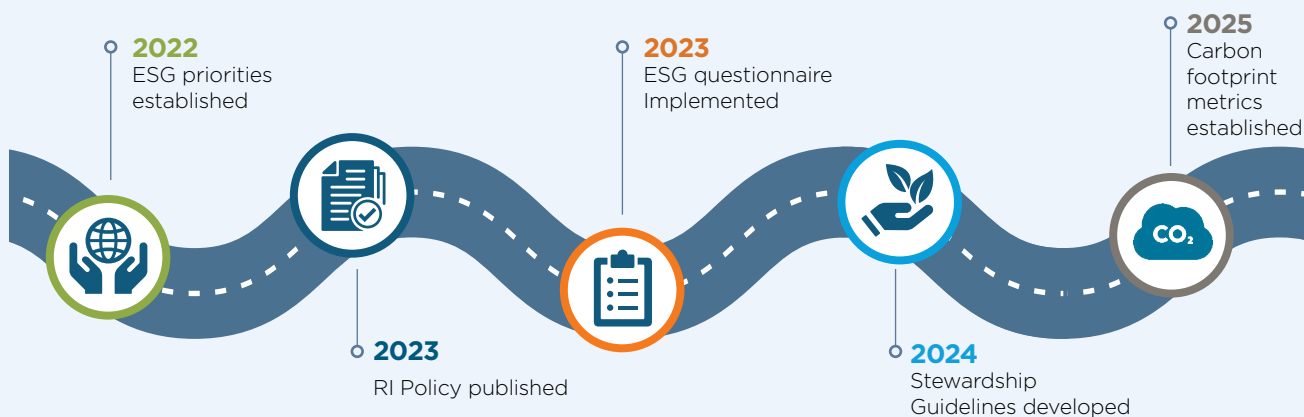 2022
ESG priorities
established
2023
RI Policy published
2023
ESG questionnaire
Implemented
2024
Stewardship
Guidelines developed
2025
Carbon
footprint
metrics
established
CO₂